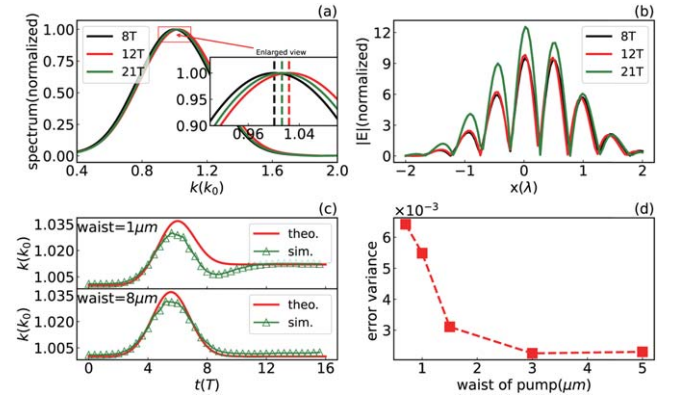 (a)
spectrum(normalized)
1.00
0.75
0.50
0.25
0.00
8T
12T
21T
Enlarged view
1.00
0.95
0.90
0.96
1.04
0.4
0.8
1.2
1.6
2.0
k(k₀)
(b)
|E|(normalized)
12
9
6
3
0
8T
12T
21T
−2
−1
0
1
2
x(λ)
(c)
waist=1μm
k(k₀)
1.035
1.020
1.005
theo.
sim.
waist=8μm
k(k₀)
1.035
1.020
1.005
theo.
sim.
0
4
8
12
16
t(T)
(d)
×10⁻³
error variance
6
5
4
3
1
2
3
4
5
waist of pump(μm)